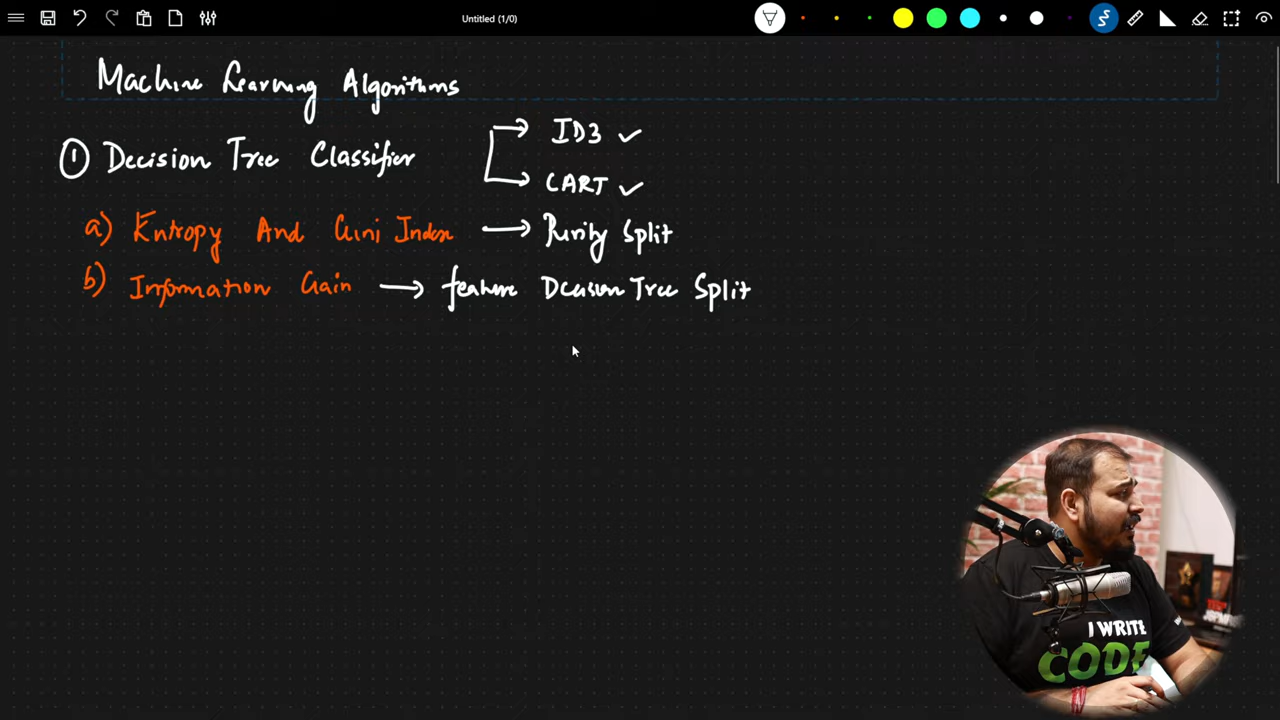 Untitled (1/0)
Machine Learning Algorithms
① Decision Tree Classifier
→ ID3 ✓
→ CART ✓
a) Entropy And Gini Index → Purity Split
b) Information Gain → feature Decision Tree Split
I WRITE
CODE